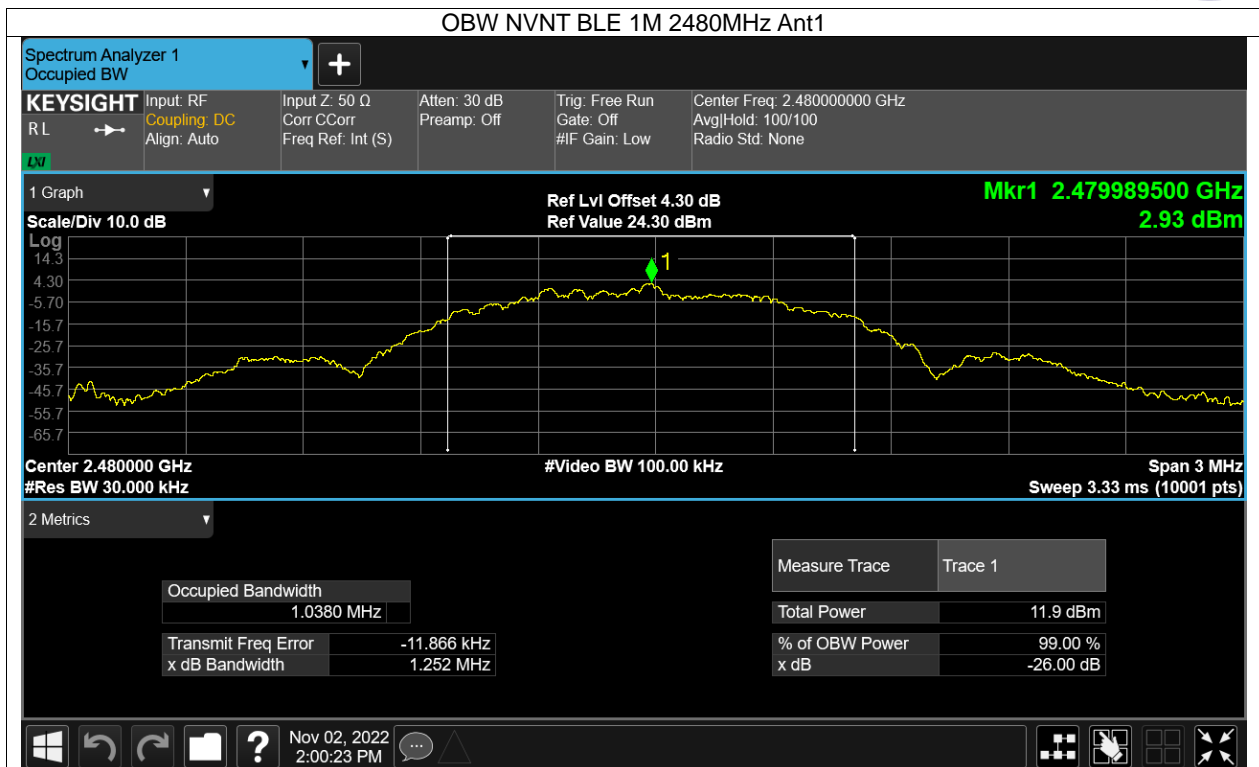 OBW NVNT BLE 1M 2480MHz Ant1
Spectrum Analyzer 1
Occupied BW
KEYSIGHT
RL
LXI
Input: RF
Coupling: DC
Align: Auto
Input Z: 50 Ω
Corr CCorr
Freq Ref: Int (S)
Atten: 30 dB
Preamp: Off
Trig: Free Run
Gate: Off
#IF Gain: Low
Center Freq: 2.480000000 GHz
Avg|Hold: 100/100
Radio Std: None
1 Graph
Scale/Div 10.0 dB
Ref Lvl Offset 4.30 dB
Ref Value 24.30 dBm
Mkr1 2.479989500 GHz
2.93 dBm
Log
14.3
4.30
-5.70
-15.7
-25.7
-35.7
-45.7
-55.7
-65.7
1
Center 2.480000 GHz
#Res BW 30.000 kHz
#Video BW 100.00 kHz
Span 3 MHz
Sweep 3.33 ms (10001 pts)
2 Metrics
Occupied Bandwidth
1.0380 MHz
Transmit Freq Error -11.866 kHz
x dB Bandwidth 1.252 MHz
Measure Trace Trace 1
Total Power 11.9 dBm
% of OBW Power 99.00 %
x dB -26.00 dB
Nov 02, 2022
2:00:23 PM